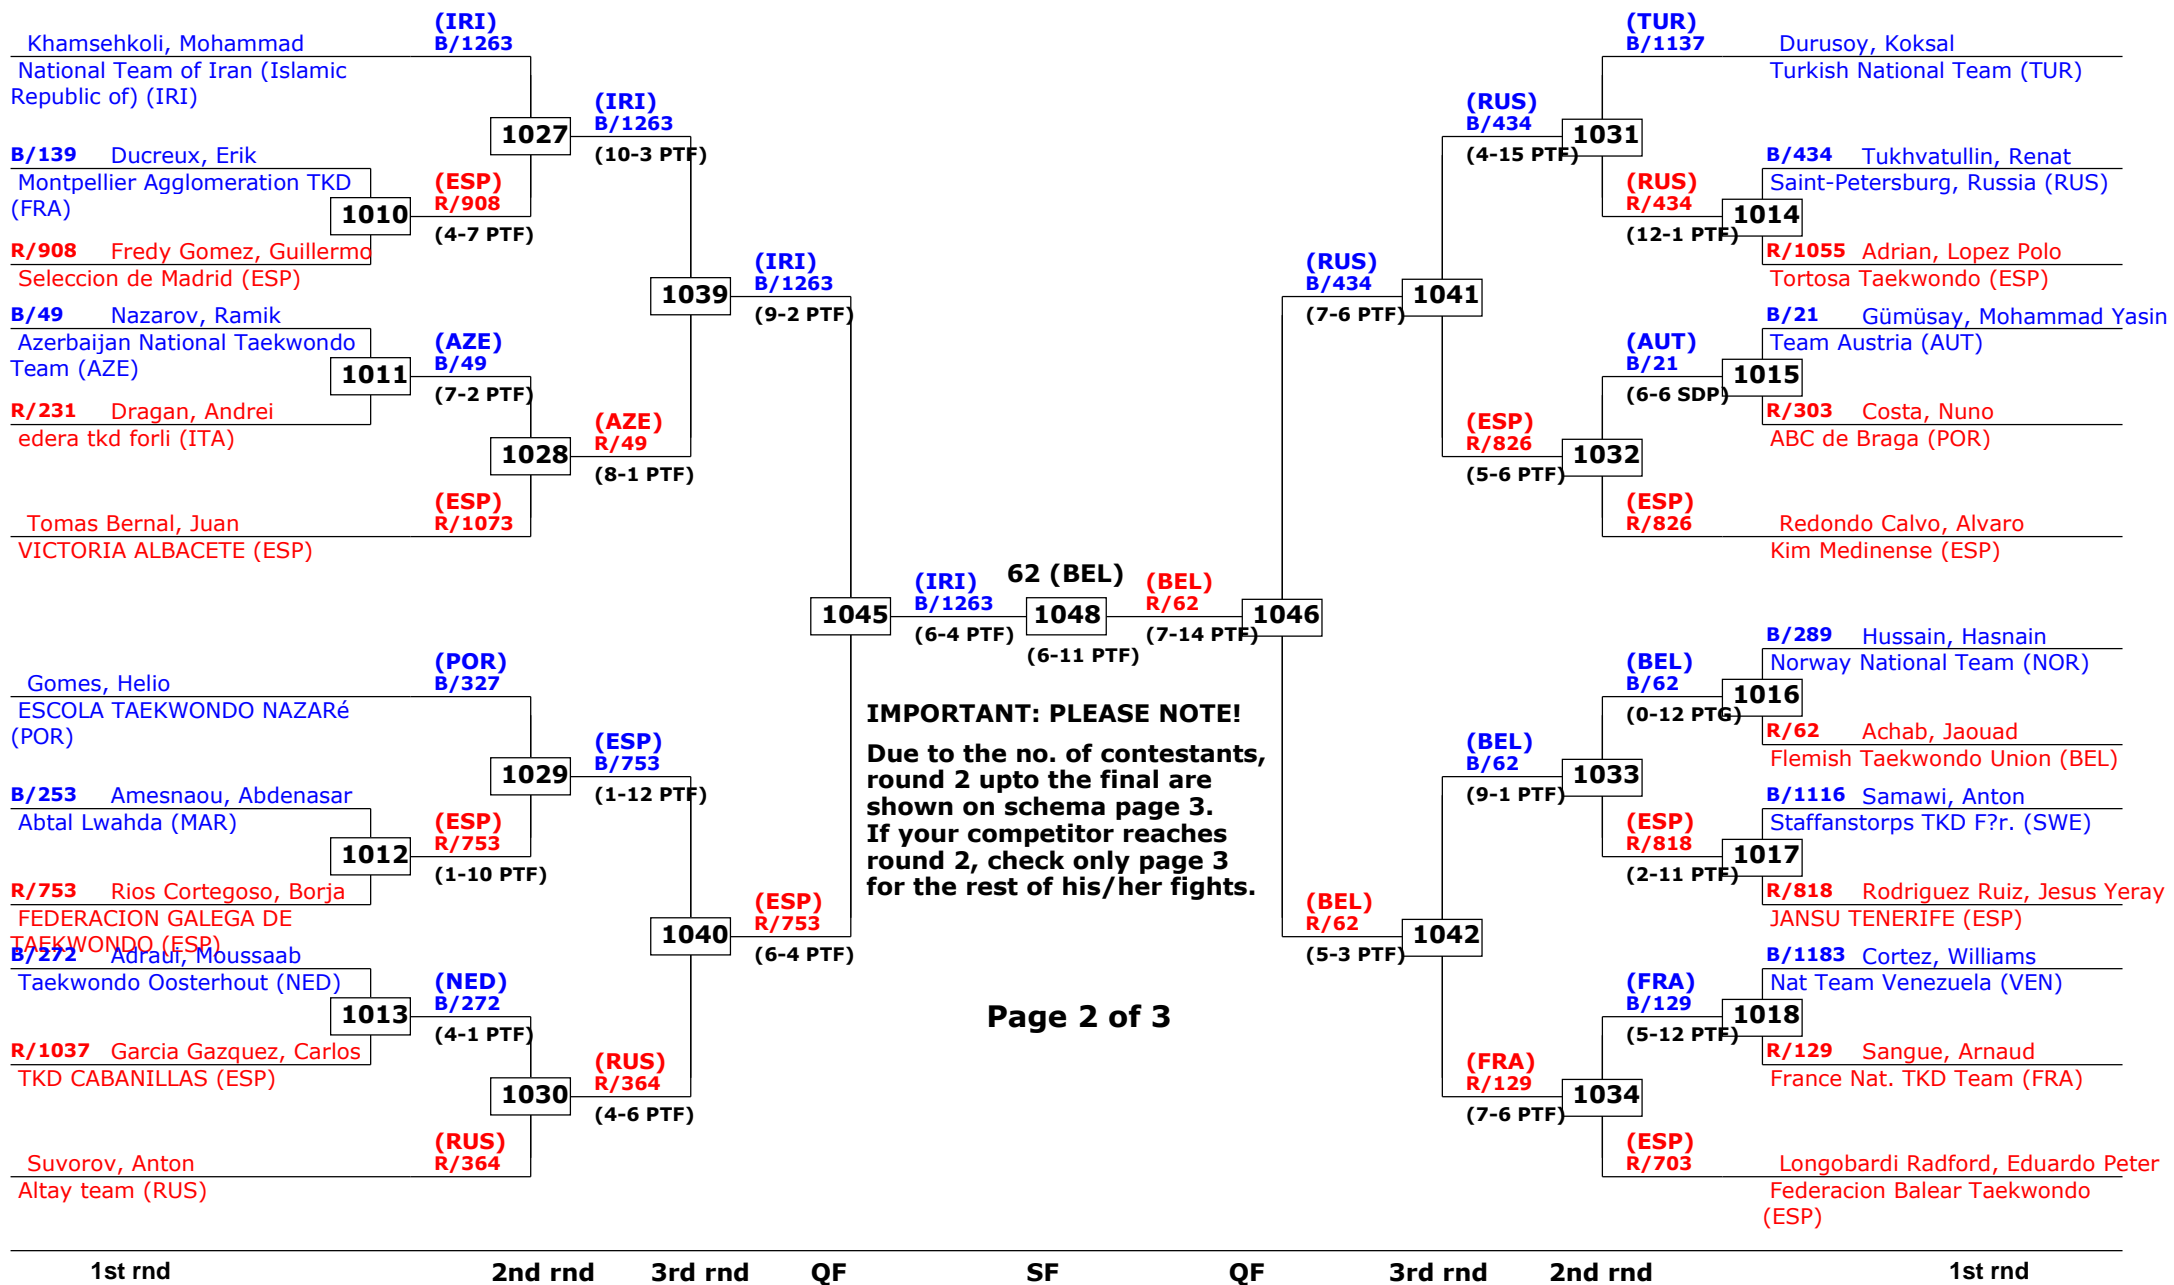 (IRI)
Khamsehkoli, Mohammad
B/1263
National Team of Iran (Islamic
Republic of) (IRI)
(IRI)
B/1263
1027
(10-3 PTF)
B/139 Ducreux, Erik
Montpellier Agglomeration TKD
(FRA)
1010
(ESP)
R/908
(4-7 PTF)
R/908 Fredy Gomez, Guillermo
Seleccion de Madrid (ESP)
(IRI)
B/1263
1039
(9-2 PTF)
B/49 Nazarov, Ramik
Azerbaijan National Taekwondo
Team (AZE)
1011
(AZE)
B/49
(7-2 PTF)
R/231 Dragan, Andrei
edera tkd forli (ITA)
1028
(AZE)
R/49
(8-1 PTF)
(ESP)
Tomas Bernal, Juan
R/1073
VICTORIA ALBACETE (ESP)
1045
(IRI)
B/1263
(6-4 PTF)
62 (BEL)
1048
(6-11 PTF)
(BEL)
R/62
(7-14 PTF)
1046
(POR)
Gomes, Helio
B/327
ESCOLA TAEKWONDO NAZARé
(POR)
1029
(ESP)
B/753
(1-12 PTF)
B/253 Amesnaou, Abdenasar
Abtal Lwahda (MAR)
1012
(ESP)
R/753
(1-10 PTF)
R/753 Rios Cortegoso, Borja
FEDERACION GALEGA DE
TAEKWONDO (ESP)
1040
(ESP)
R/753
(6-4 PTF)
B/272 Adraui, Moussaab
Taekwondo Oosterhout (NED)
1013
(NED)
B/272
(4-1 PTF)
R/1037 Garcia Gazquez, Carlos
TKD CABANILLAS (ESP)
1030
(RUS)
R/364
(4-6 PTF)
(RUS)
Suvorov, Anton
R/364
Altay team (RUS)
IMPORTANT: PLEASE NOTE!
Due to the no. of contestants,
round 2 upto the final are
shown on schema page 3.
If your competitor reaches
round 2, check only page 3
for the rest of his/her fights.
Page 2 of 3
(TUR)
B/1137
Durusoy, Koksal
Turkish National Team (TUR)
(RUS)
B/434
1031
(4-15 PTF)
B/434 Tukhvatullin, Renat
Saint-Petersburg, Russia (RUS)
(RUS)
R/434
1014
(12-1 PTF)
R/1055 Adrian, Lopez Polo
Tortosa Taekwondo (ESP)
(RUS)
B/434
1041
(7-6 PTF)
B/21 Gümüsay, Mohammad Yasin
Team Austria (AUT)
(AUT)
B/21
1015
(6-6 SDP)
R/303 Costa, Nuno
ABC de Braga (POR)
(ESP)
R/826
1032
(5-6 PTF)
(ESP)
R/826
Redondo Calvo, Alvaro
Kim Medinense (ESP)
B/289 Hussain, Hasnain
Norway National Team (NOR)
(BEL)
B/62
1016
(0-12 PTG)
R/62 Achab, Jaouad
Flemish Taekwondo Union (BEL)
(BEL)
B/62
1033
(9-1 PTF)
B/1116 Samawi, Anton
Staffanstorps TKD F?r. (SWE)
(ESP)
R/818
1017
(2-11 PTF)
R/818 Rodriguez Ruiz, Jesus Yeray
JANSU TENERIFE (ESP)
(BEL)
R/62
1042
(5-3 PTF)
B/1183 Cortez, Williams
Nat Team Venezuela (VEN)
(FRA)
B/129
1018
(5-12 PTF)
R/129 Sangue, Arnaud
France Nat. TKD Team (FRA)
(FRA)
R/129
1034
(7-6 PTF)
(ESP)
R/703
Longobardi Radford, Eduardo Peter
Federacion Balear Taekwondo
(ESP)
1st rnd 2nd rnd 3rd rnd QF SF QF 3rd rnd 2nd rnd 1st rnd